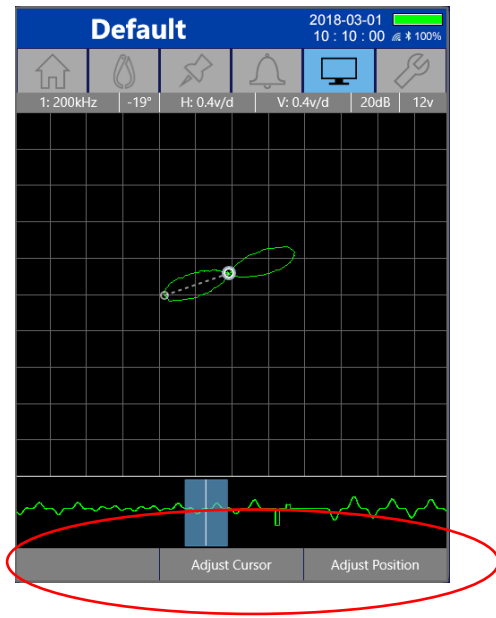 Default
2018-03-01
10 : 10 : 00 100%
1: 200kHz -19° H: 0.4v/d V: 0.4v/d 20dB 12v
Adjust Cursor Adjust Position